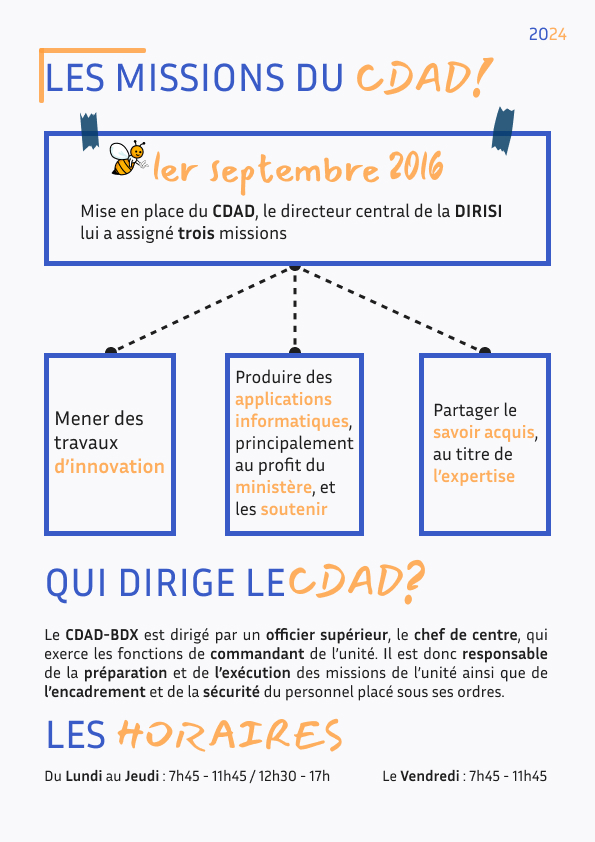 2024
LES MISSIONS DU CDAD!
1er septembre 2016
Mise en place du CDAD, le directeur central de la DIRISI
lui a assigné trois missions
Mener des
travaux
d'innovation
Produire des
applications
informatiques,
principalement
au profit du
ministère, et
les soutenir
Partager le
savoir acquis,
au titre de
l'expertise
QUI DIRIGE LE CDAD?
Le CDAD-BDX est dirigé par un officier supérieur, le chef de centre, qui
exerce les fonctions de commandant de l'unité. Il est donc responsable
de la préparation et de l'exécution des missions de l'unité ainsi que de
l'encadrement et de la sécurité du personnel placé sous ses ordres.
LES HORAIRES
Du Lundi au Jeudi : 7h45 - 11h45 / 12h30 - 17h
Le Vendredi : 7h45 - 11h45